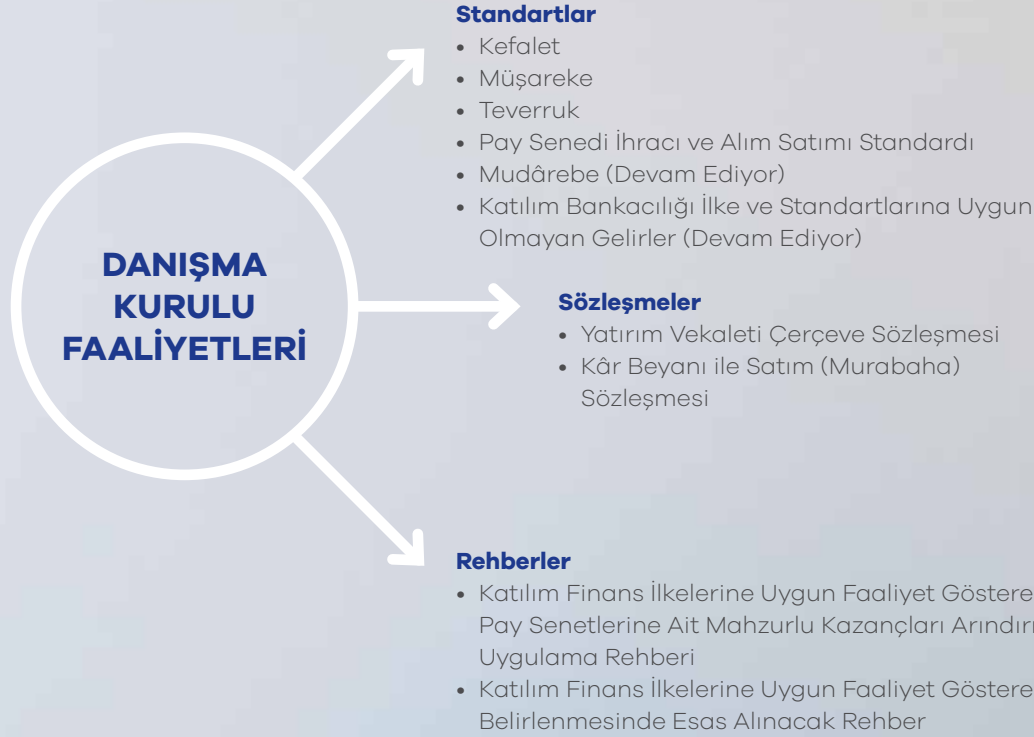 DANIŞMA
KURULU
FAALİYETLERİ
Standartlar
• Kefalet
• Müşareke
• Teverruk
• Pay Senedi İhracı ve Alım Satımı Standardı
• Mudârebe (Devam Ediyor)
• Katılım Bankacılığı İlke ve Standartlarına Uygun
Olmayan Gelirler (Devam Ediyor)
Sözleşmeler
• Yatırım Vekaleti Çerçeve Sözleşmesi
• Kâr Beyanı ile Satım (Murabaha)
Sözleşmesi
Rehberler
• Katılım Finans İlkelerine Uygun Faaliyet
Pay Senetlerine Ait Mahzurlu Kazançları
Uygulama Rehberi
• Katılım Finans İlkelerine Uygun Faaliyet
Belirlenmesinde Esas Alınacak Rehber